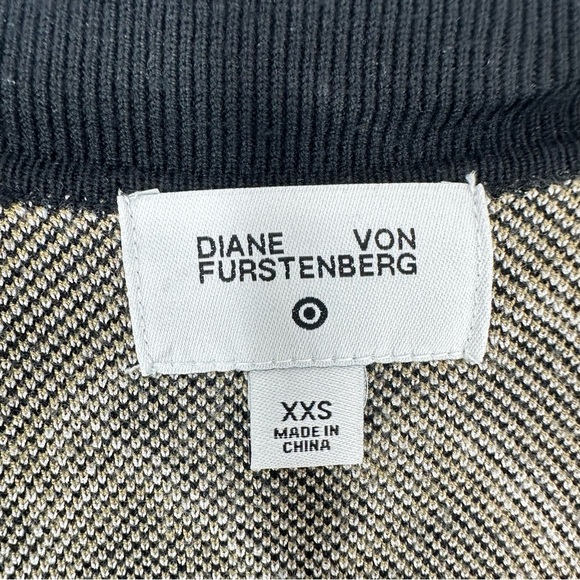 DIANE VON
FURSTENBERG
XXS
MADE IN
CHINA